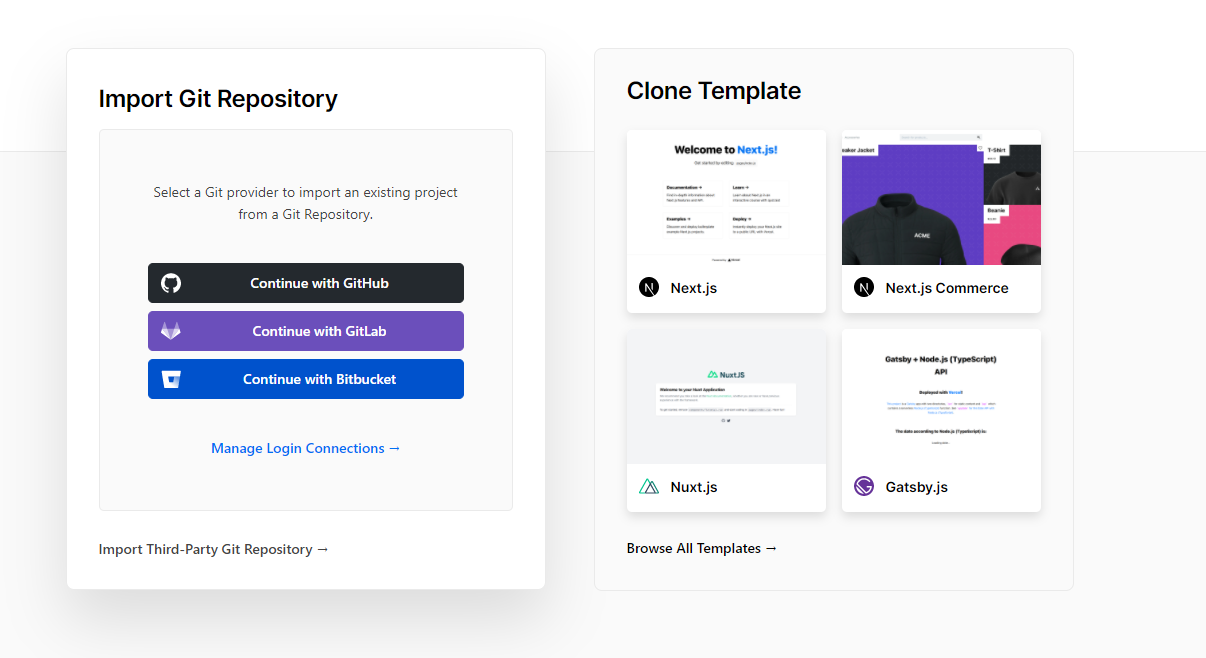 Import Git Repository
Select a Git provider to import an existing project
from a Git Repository.
Continue with GitHub
Continue with GitLab
Continue with Bitbucket
Manage Login Connections →
Import Third-Party Git Repository →
Clone Template
Welcome to Next.js!
Get started by editing
Documentation →
Learn →
Examples →
Deploy →
Next.js
eaker Jacket
T-Shirt
Beanie
ACME
Next.js Commerce
NuxtJS
Welcome to your Nuxt Application
Nuxt.js
Gatsby + Node.js (TypeScript)
API
Deployed with Vercel!
The date according to Node.js (TypeScript) is:
Gatsby.js
Browse All Templates →